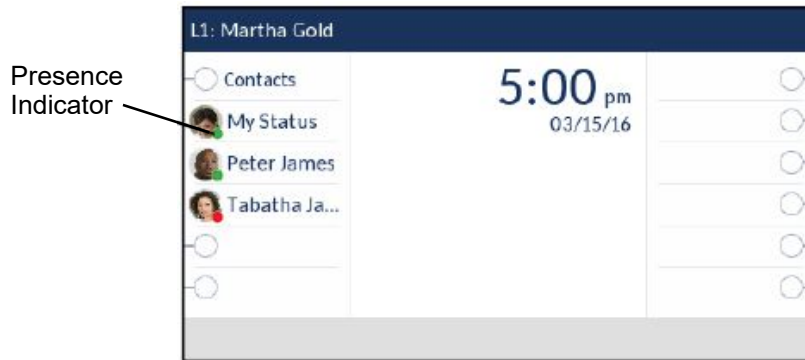 L1: Martha Gold
Presence
Indicator
Contacts
My Status
Peter James
Tabatha Ja...
5:00 pm
03/15/16